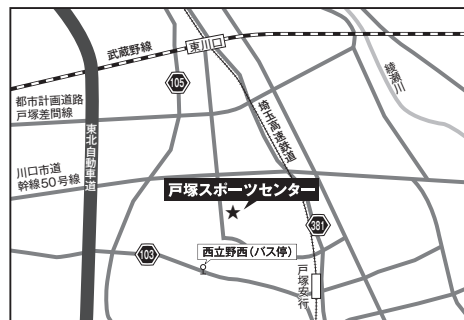 武蔵野線
東川口
綾瀬川
105
都市計画道路
戸塚差間線
埼玉高速鉄道
東北自動車道
川口市道
幹線50号線
戸塚スポーツセンター
381
103
西立野西(バス停)
戸塚安行